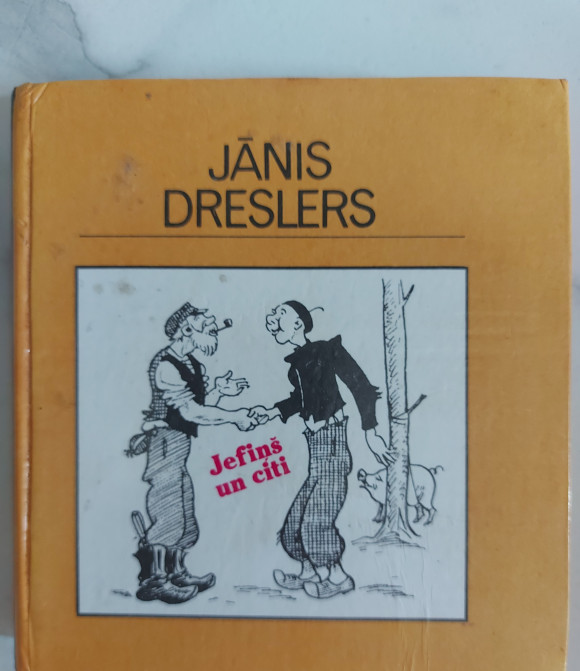 JĀNIS
DRESLERS
Jefiņš
un citi